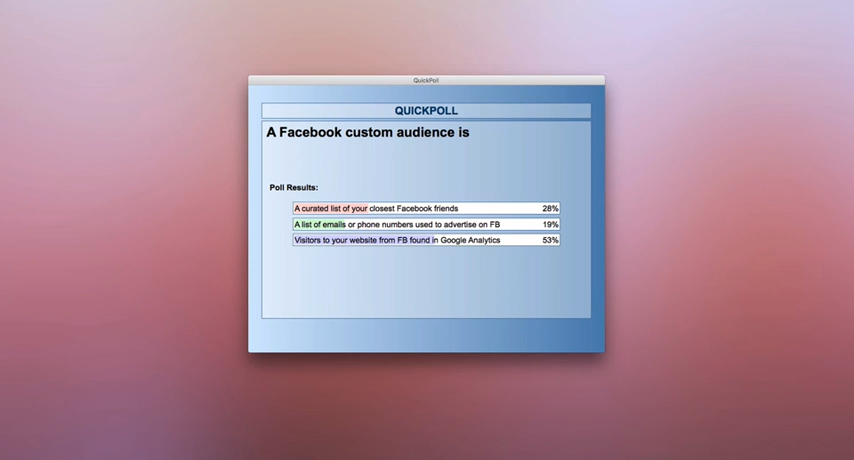 QuickPoll
QUICKPOLL
A Facebook custom audience is
Poll Results:
A curated list of your closest Facebook friends 28%
A list of emails or phone numbers used to advertise on FB 19%
Visitors to your website from FB found in Google Analytics 53%